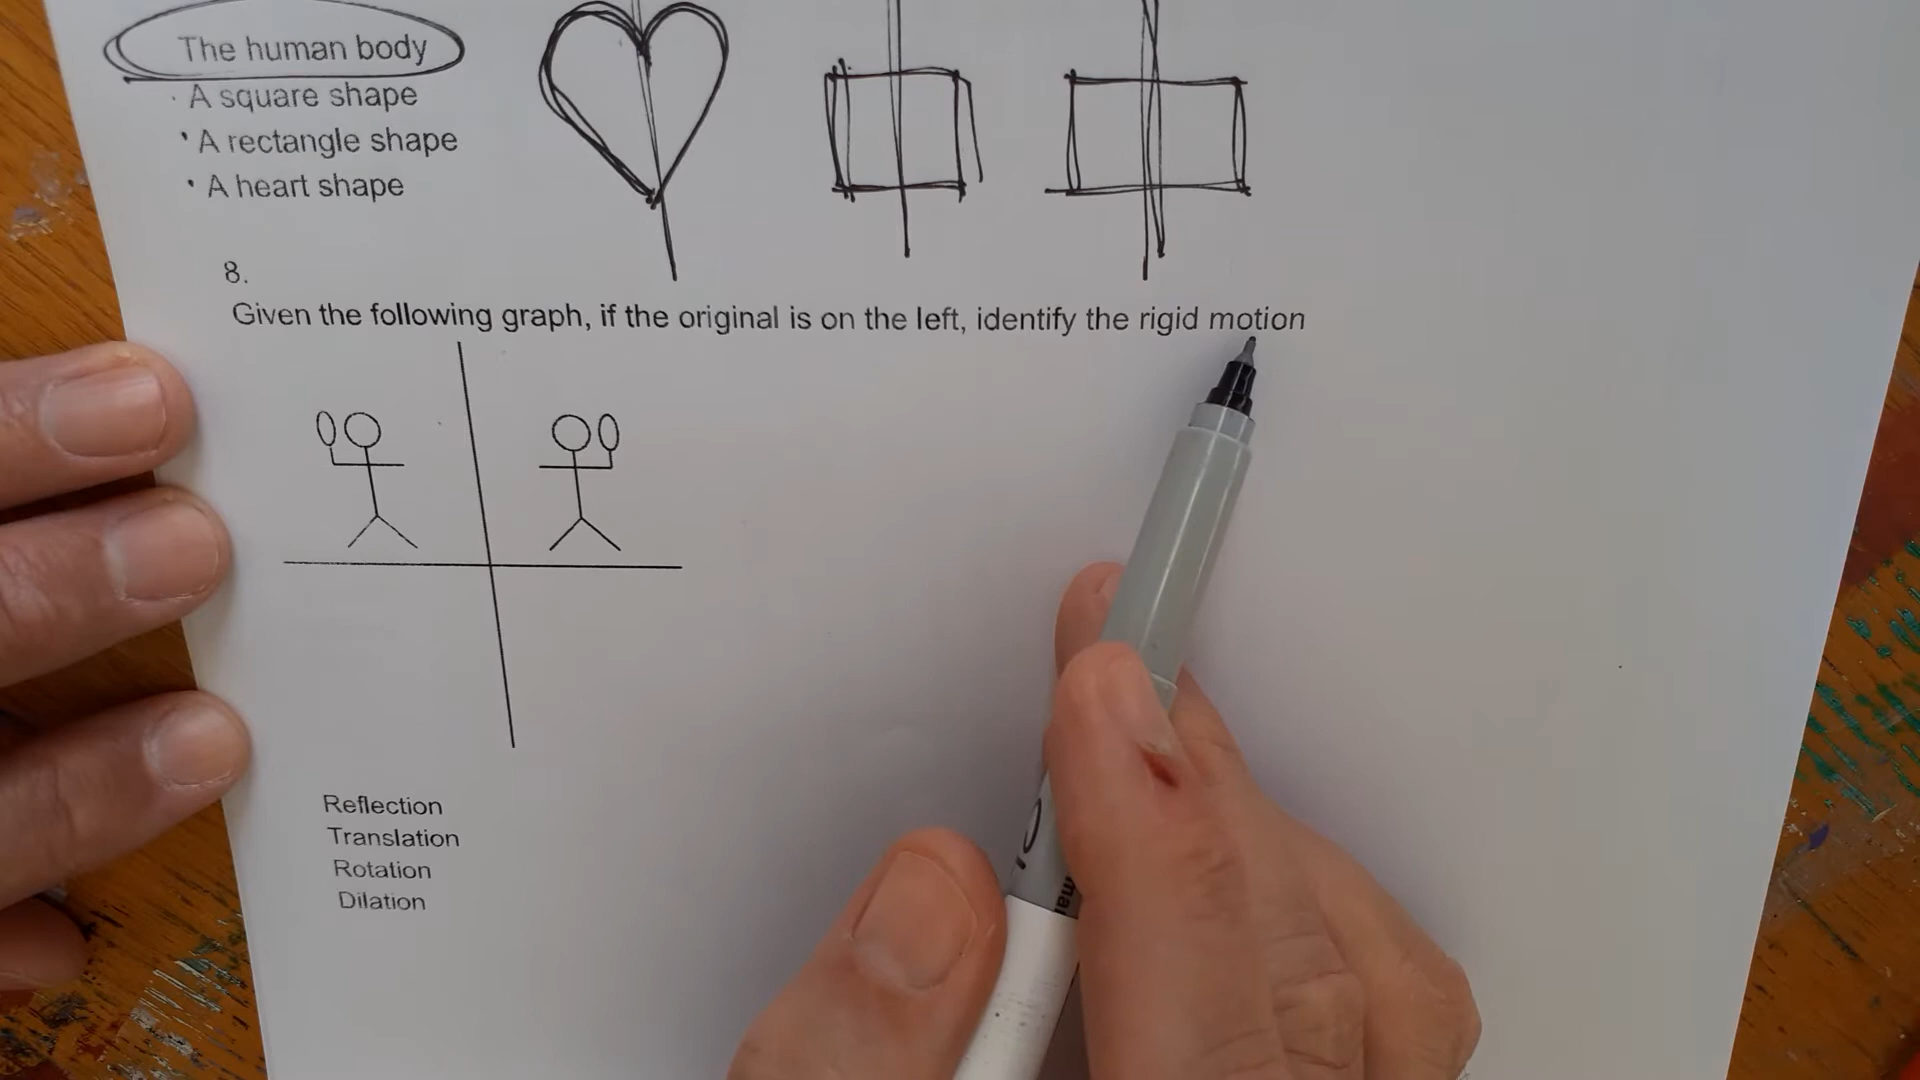 The human body
A square shape
A rectangle shape
A heart shape
8.
Given the following graph, if the original is on the left, identify the rigid motion
Reflection
Translation
Rotation
Dilation